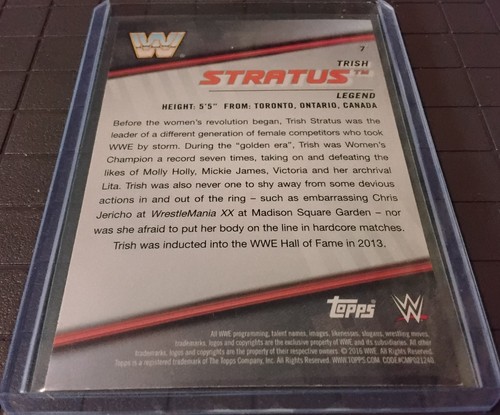 W
7
TRISH
STRATUS™
LEGEND
HEIGHT: 5'5" FROM: TORONTO, ONTARIO, CANADA
Before the women's revolution began, Trish Stratus was the
leader of a different generation of female competitors who took
WWE by storm. During the "golden era", Trish was Women's
Champion a record seven times, taking on and defeating the
likes of Molly Holly, Mickie James, Victoria and her archrival
Lita. Trish was also never one to shy away from some devious
actions in and out of the ring – such as embarrassing Chris
Jericho at WrestleMania XX at Madison Square Garden – nor
was she afraid to put her body on the line in hardcore matches.
Trish was inducted into the WWE Hall of Fame in 2013.
Topps W
All WWE programming, talent names, images, likenesses, slogans, wrestling moves,
trademarks, logos and copyrights are the exclusive property of WWE and its subsidiaries. All other
trademarks, logos and copyrights are the property of their respective owners. © 2016 WWE. All Rights Reserved.
Topps is a registered trademark of The Topps Company, Inc. All Rights Reserved. WWW.TOPPS.COM. CODE#CMP021240